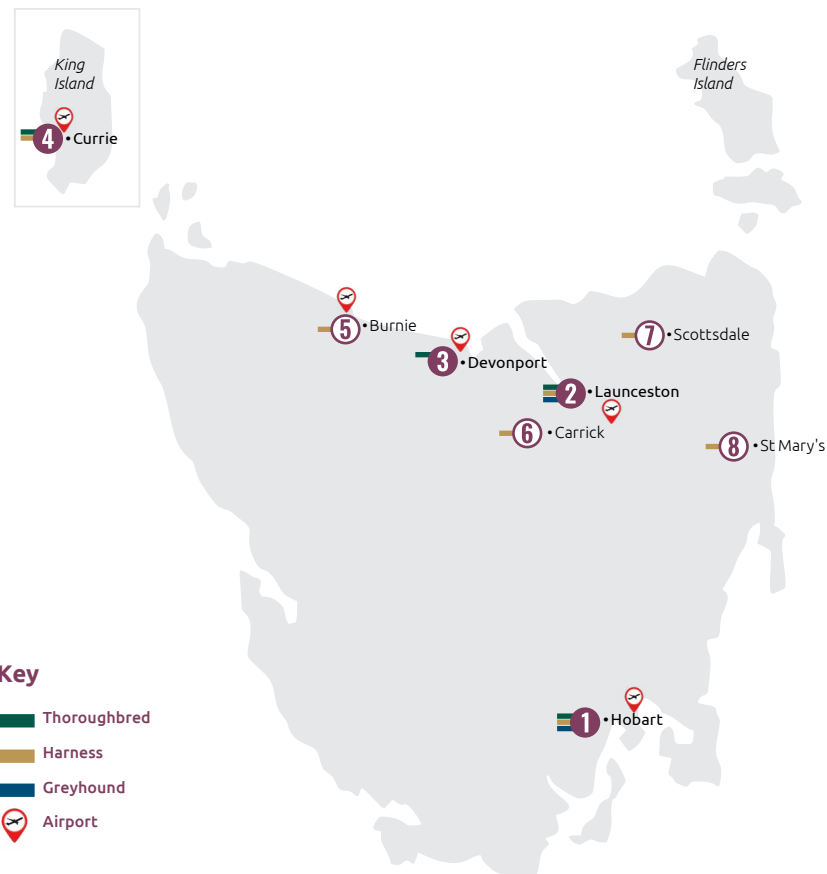 King
Island
4
Currie
Flinders
Island
5
Burnie
3
Devonport
7
Scottsdale
2
Launceston
6
Carrick
8
St Mary's
1
Hobart
Key
Thoroughbred
Harness
Greyhound
Airport